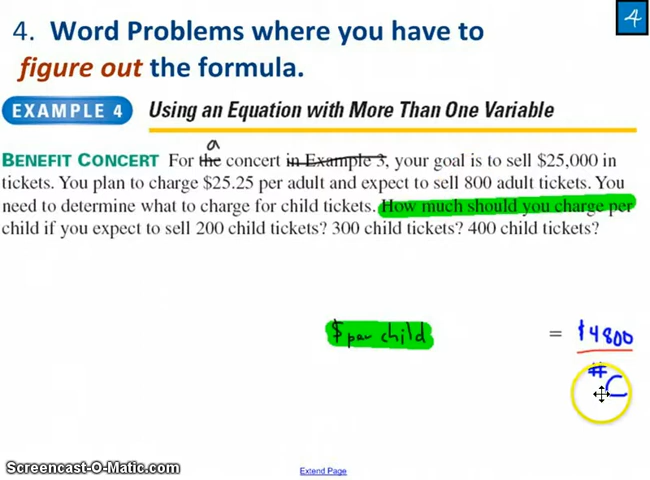 4
4. Word Problems where you have to
figure out the formula.
EXAMPLE 4 Using an Equation with More Than One Variable
a
BENEFIT CONCERT For the concert in Example 3, your goal is to sell $25,000 in
tickets. You plan to charge $25.25 per adult and expect to sell 800 adult tickets. You
need to determine what to charge for child tickets. How much should you charge per
child if you expect to sell 200 child tickets? 300 child tickets? 400 child tickets?
$ per child = $4800
# C
Extend Page
Screencast-O-Matic.com